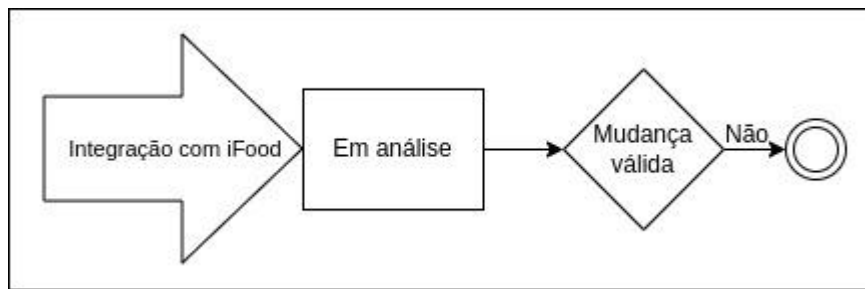 Integração com iFood
Em análise
Mudança
válida
Não